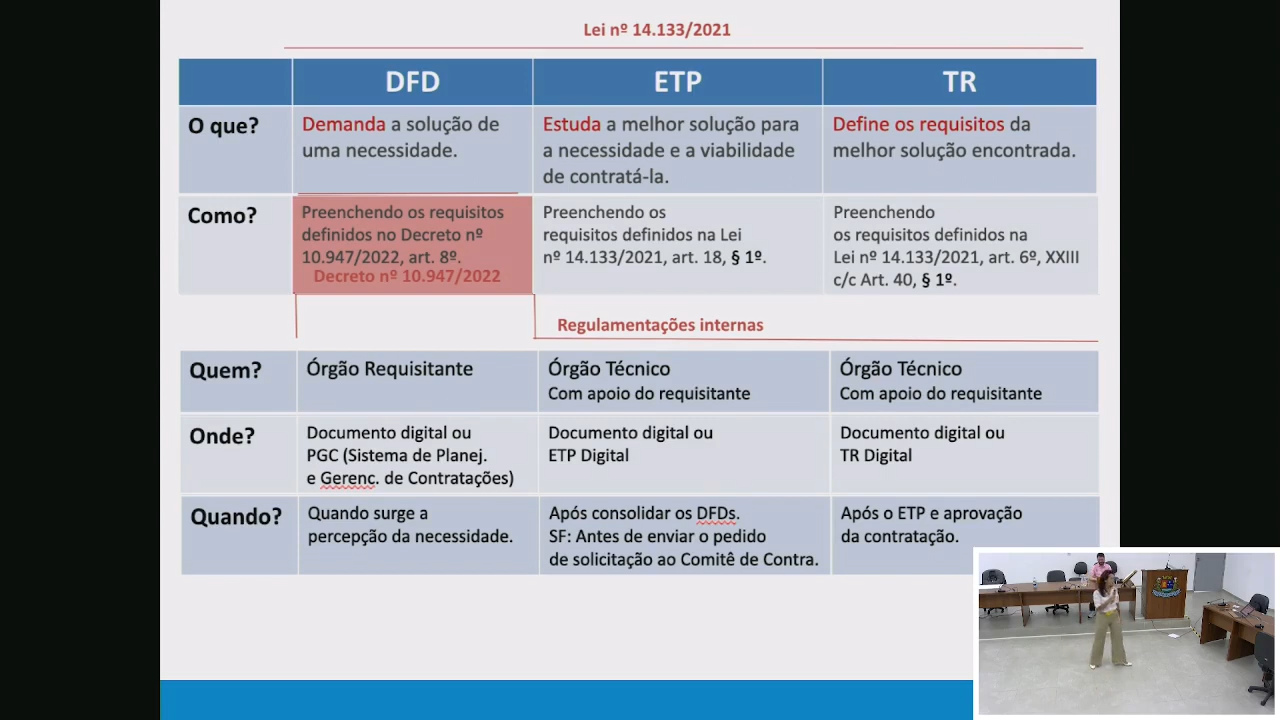 Lei nº 14.133/2021
DFD
ETP
TR
O que?
Demanda a solução de
uma necessidade.
Estuda a melhor solução para
a necessidade e a viabilidade
de contratá-la.
Define os requisitos da
melhor solução encontrada.
Como?
Preenchendo os requisitos
definidos no Decreto nº
10.947/2022, art. 8º.
Decreto nº 10.947/2022
Preenchendo os
requisitos definidos na Lei
nº 14.133/2021, art. 18, § 1º.
Preenchendo
os requisitos definidos na
Lei nº 14.133/2021, art. 6º, XXIII
c/c Art. 40, § 1º.
Regulamentações internas
Quem?
Órgão Requisitante
Órgão Técnico
Com apoio do requisitante
Órgão Técnico
Com apoio do requisitante
Onde?
Documento digital ou
PGC (Sistema de Planej.
e Gerenc. de Contratações)
Documento digital ou
ETP Digital
Documento digital ou
TR Digital
Quando?
Quando surge a
percepção da necessidade.
Após consolidar os DFDs.
SF: Antes de enviar o pedido
de solicitação ao Comitê de Contra.
Após o ETP e aprovação
da contratação.